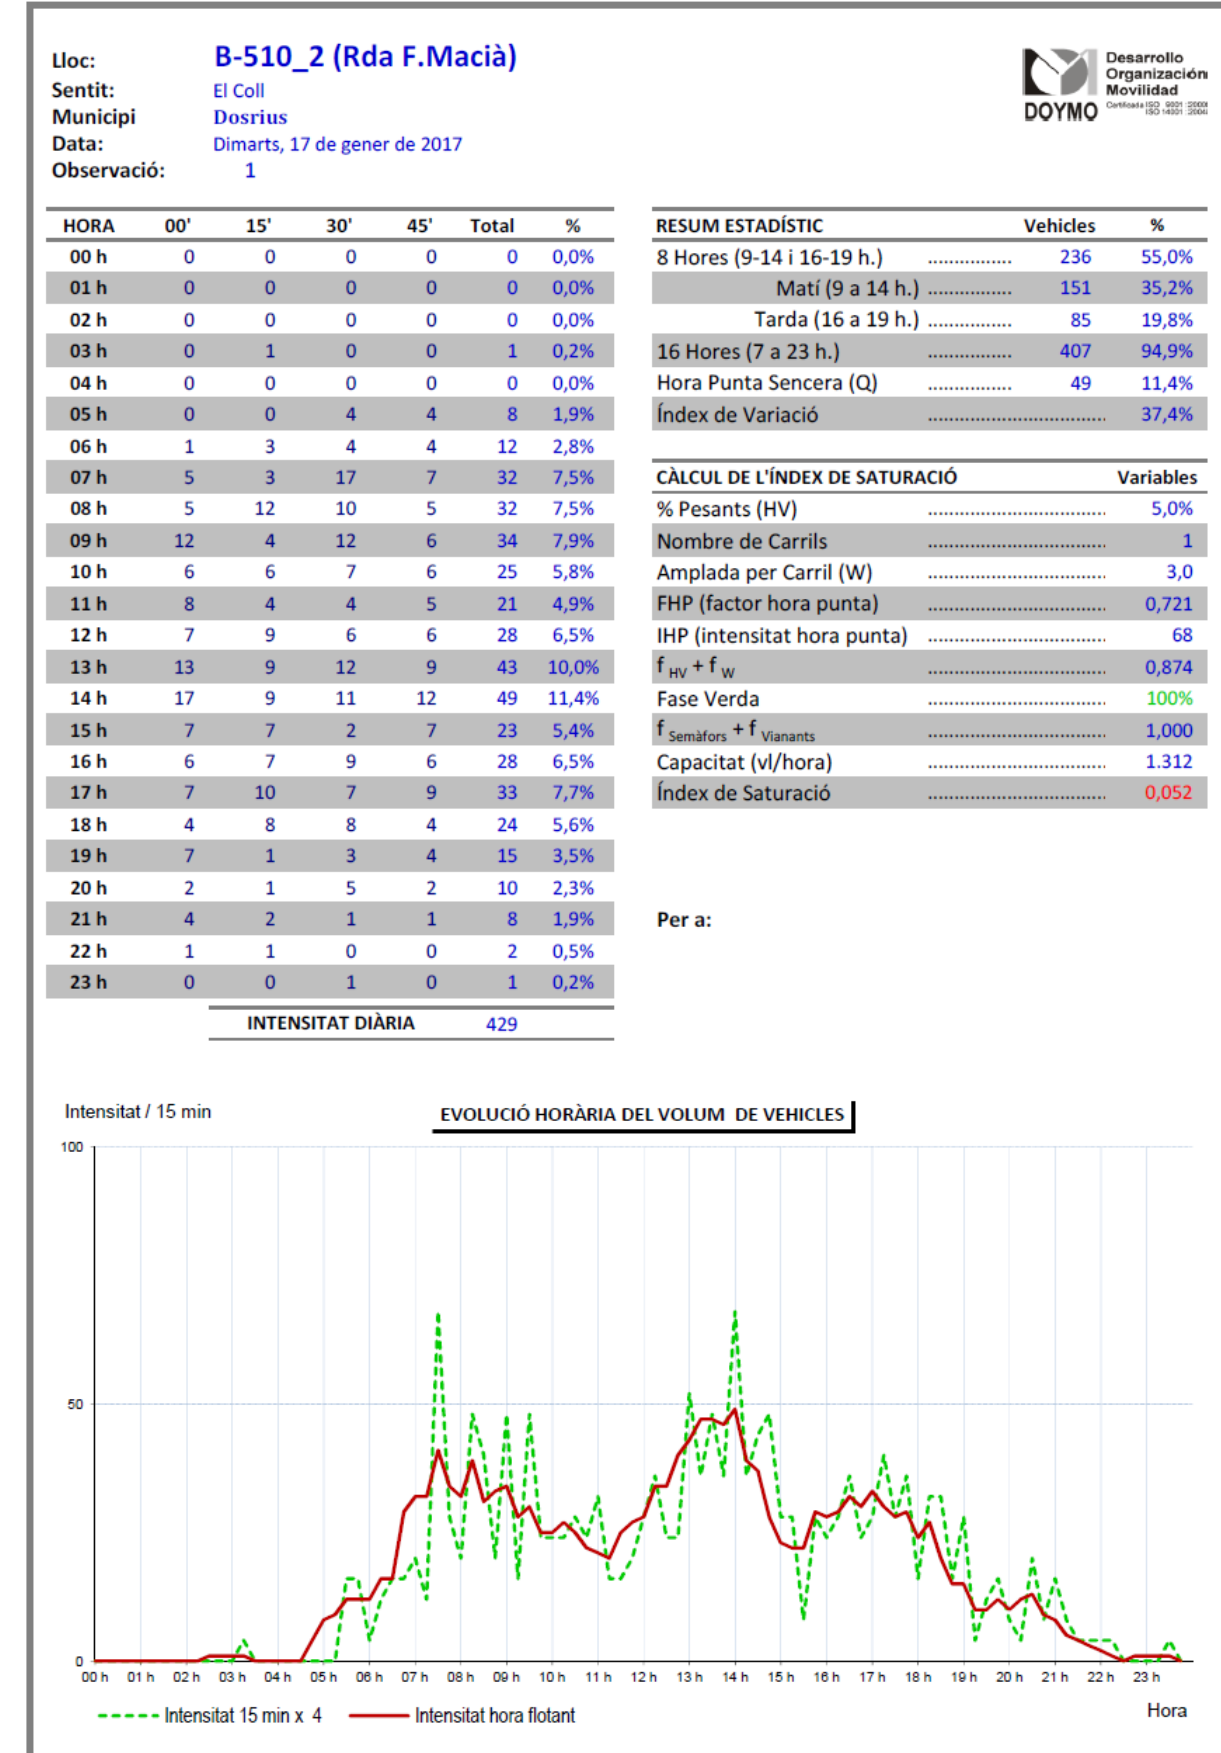 Lloc: B-510_2 (Rda F.Macià)
Sentit: El Coll
Municipi Dosrius
Data: Dimarts, 17 de gener de 2017
Observació: 1
Desarrollo
Organización
Movilidad
DOYMO
HORA 00' 15' 30' 45' Total %
00 h 0 0 0 0 0 0,0%
01 h 0 0 0 0 0 0,0%
02 h 0 0 0 0 0 0,0%
03 h 0 1 0 0 1 0,2%
04 h 0 0 0 0 0 0,0%
05 h 0 0 4 4 8 1,9%
06 h 1 3 4 4 12 2,8%
07 h 5 3 17 7 32 7,5%
08 h 5 12 10 5 32 7,5%
09 h 12 4 12 6 34 7,9%
10 h 6 6 7 6 25 5,8%
11 h 8 4 4 5 21 4,9%
12 h 7 9 6 6 28 6,5%
13 h 13 9 12 9 43 10,0%
14 h 17 9 11 12 49 11,4%
15 h 7 7 2 7 23 5,4%
16 h 6 7 9 6 28 6,5%
17 h 7 10 7 9 33 7,7%
18 h 4 8 8 4 24 5,6%
19 h 7 1 3 4 15 3,5%
20 h 2 1 5 2 10 2,3%
21 h 4 2 1 1 8 1,9%
22 h 1 1 0 0 2 0,5%
23 h 0 0 1 0 1 0,2%
INTENSITAT DIÀRIA 429
RESUM ESTADÍSTIC Vehicles %
8 Hores (9-14 i 16-19 h.) ................ 236 55,0%
Matí (9 a 14 h.) ................ 151 35,2%
Tarda (16 a 19 h.) ................ 85 19,8%
16 Hores (7 a 23 h.) ................ 407 94,9%
Hora Punta Sencera (Q) ................ 49 11,4%
Índex de Variació ................................. 37,4%
CÀLCUL DE L'ÍNDEX DE SATURACIÓ Variables
% Pesants (HV) ................................. 5,0%
Nombre de Carrils ................................. 1
Amplada per Carril (W) ................................. 3,0
FHP (factor hora punta) ................................. 0,721
IHP (intensitat hora punta) ................................. 68
f HV + f W ................................. 0,874
Fase Verda ................................. 100%
f Semàfors + f Vianants ................................. 1,000
Capacitat (vl/hora) ................................. 1.312
Índex de Saturació ................................. 0,052
Per a:
Intensitat / 15 min
EVOLUCIÓ HORÀRIA DEL VOLUM DE VEHICLES
100
50
0
00 h 01 h 02 h 03 h 04 h 05 h 06 h 07 h 08 h 09 h 10 h 11 h 12 h 13 h 14 h 15 h 16 h 17 h 18 h 19 h 20 h 21 h 22 h 23 h
Hora
Intensitat 15 min x 4 Intensitat hora flotant